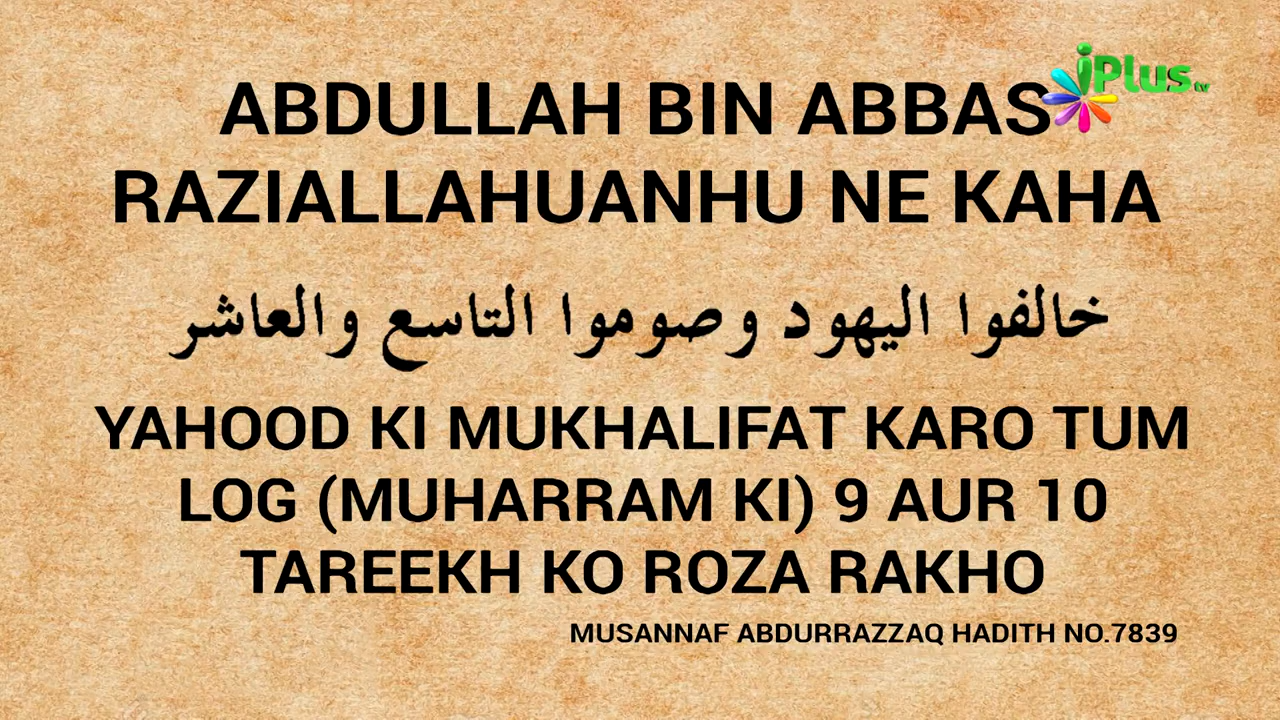 iPlus tv
ABDULLAH BIN ABBAS
RAZIALLAHUANHU NE KAHA
خالفوا اليهود وصوموا التاسع والعاشر
YAHOOD KI MUKHALIFAT KARO TUM
LOG (MUHARRAM KI) 9 AUR 10
TAREEKH KO ROZA RAKHO
MUSANNAF ABDURRAZZAQ HADITH NO.7839